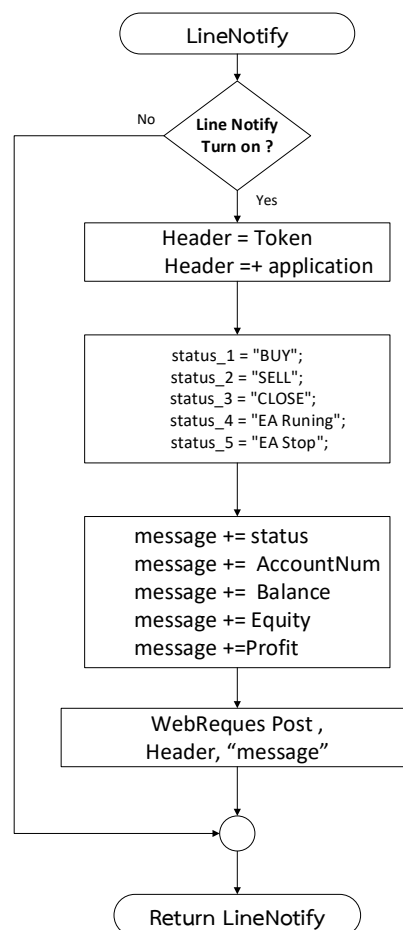 LineNotify
No
Line Notify
Turn on ?
Yes
Header = Token
Header =+ application
status_1 = "BUY";
status_2 = "SELL";
status_3 = "CLOSE";
status_4 = "EA Runing";
status_5 = "EA Stop";
message += status
message += AccountNum
message += Balance
message += Equity
message +=Profit
WebReques Post ,
Header, “message”
Return LineNotify